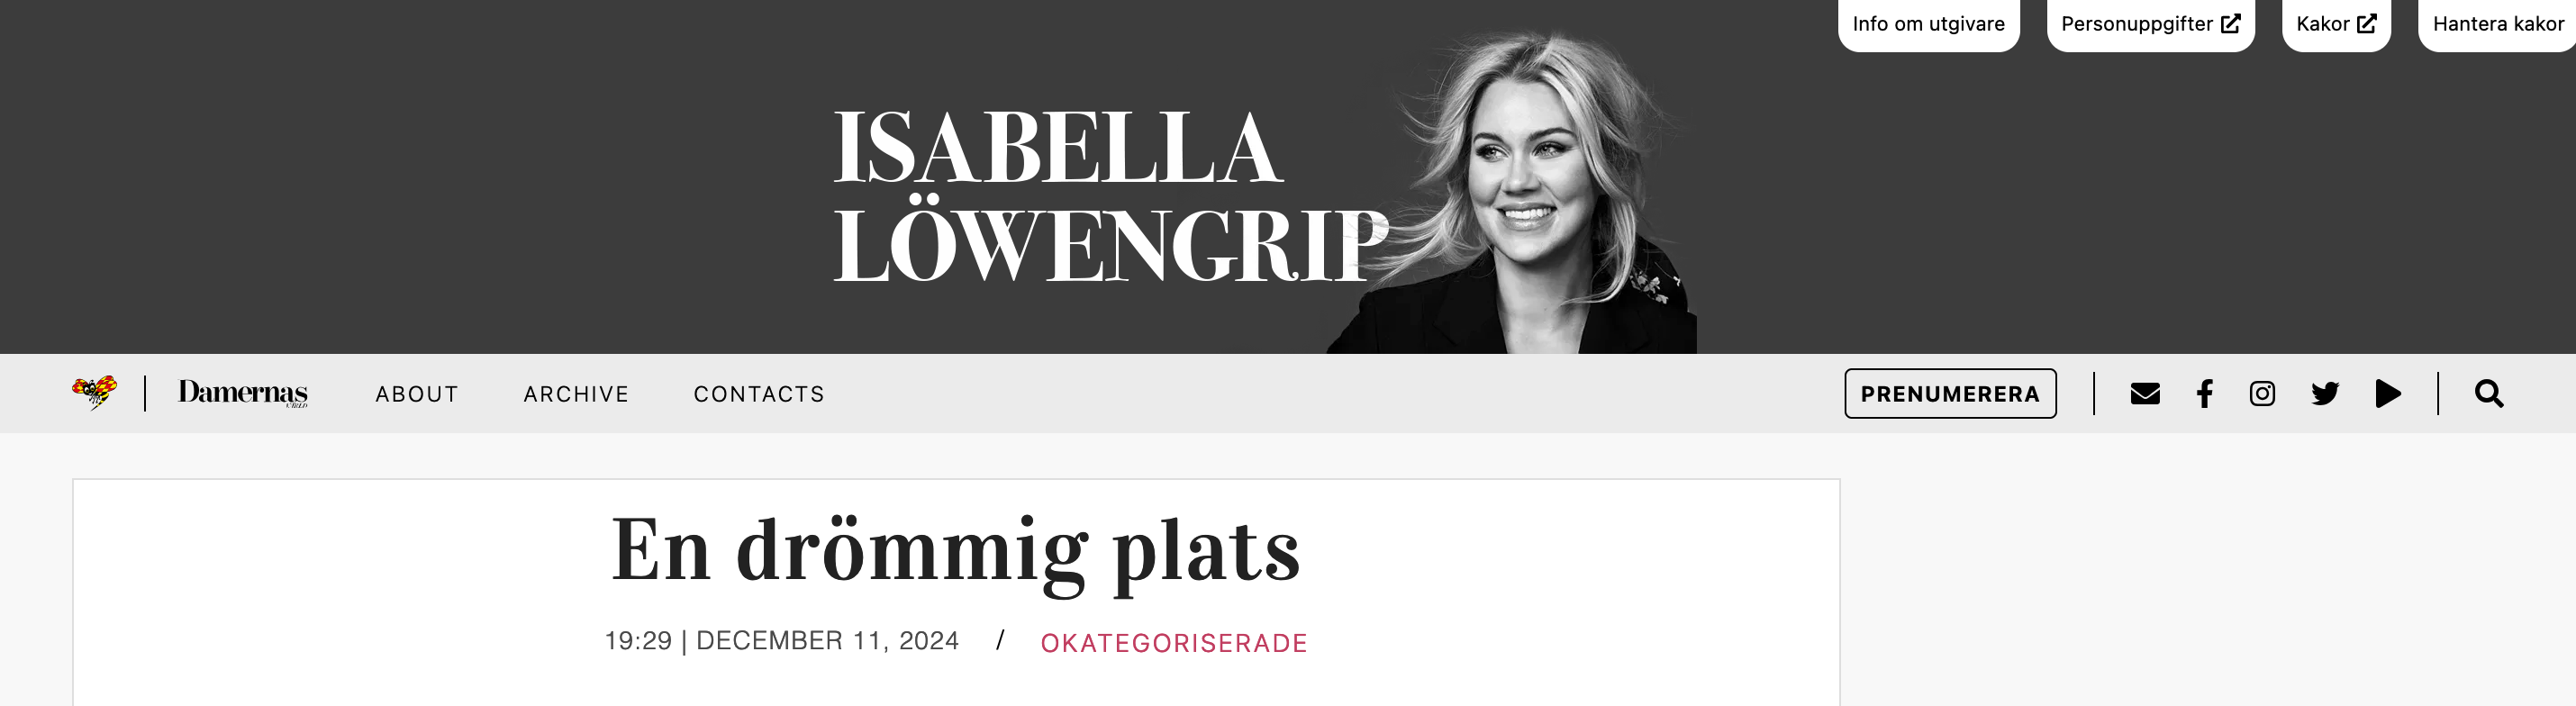 Info om utgivare Personuppgifter Kakor Hantera kakor
ISABELLA
LÖWENGRIP
Damernas
ABOUT ARCHIVE CONTACTS PRENUMERERA
En drömmig plats
19:29 | DECEMBER 11, 2024 / OKATEGORISERADE